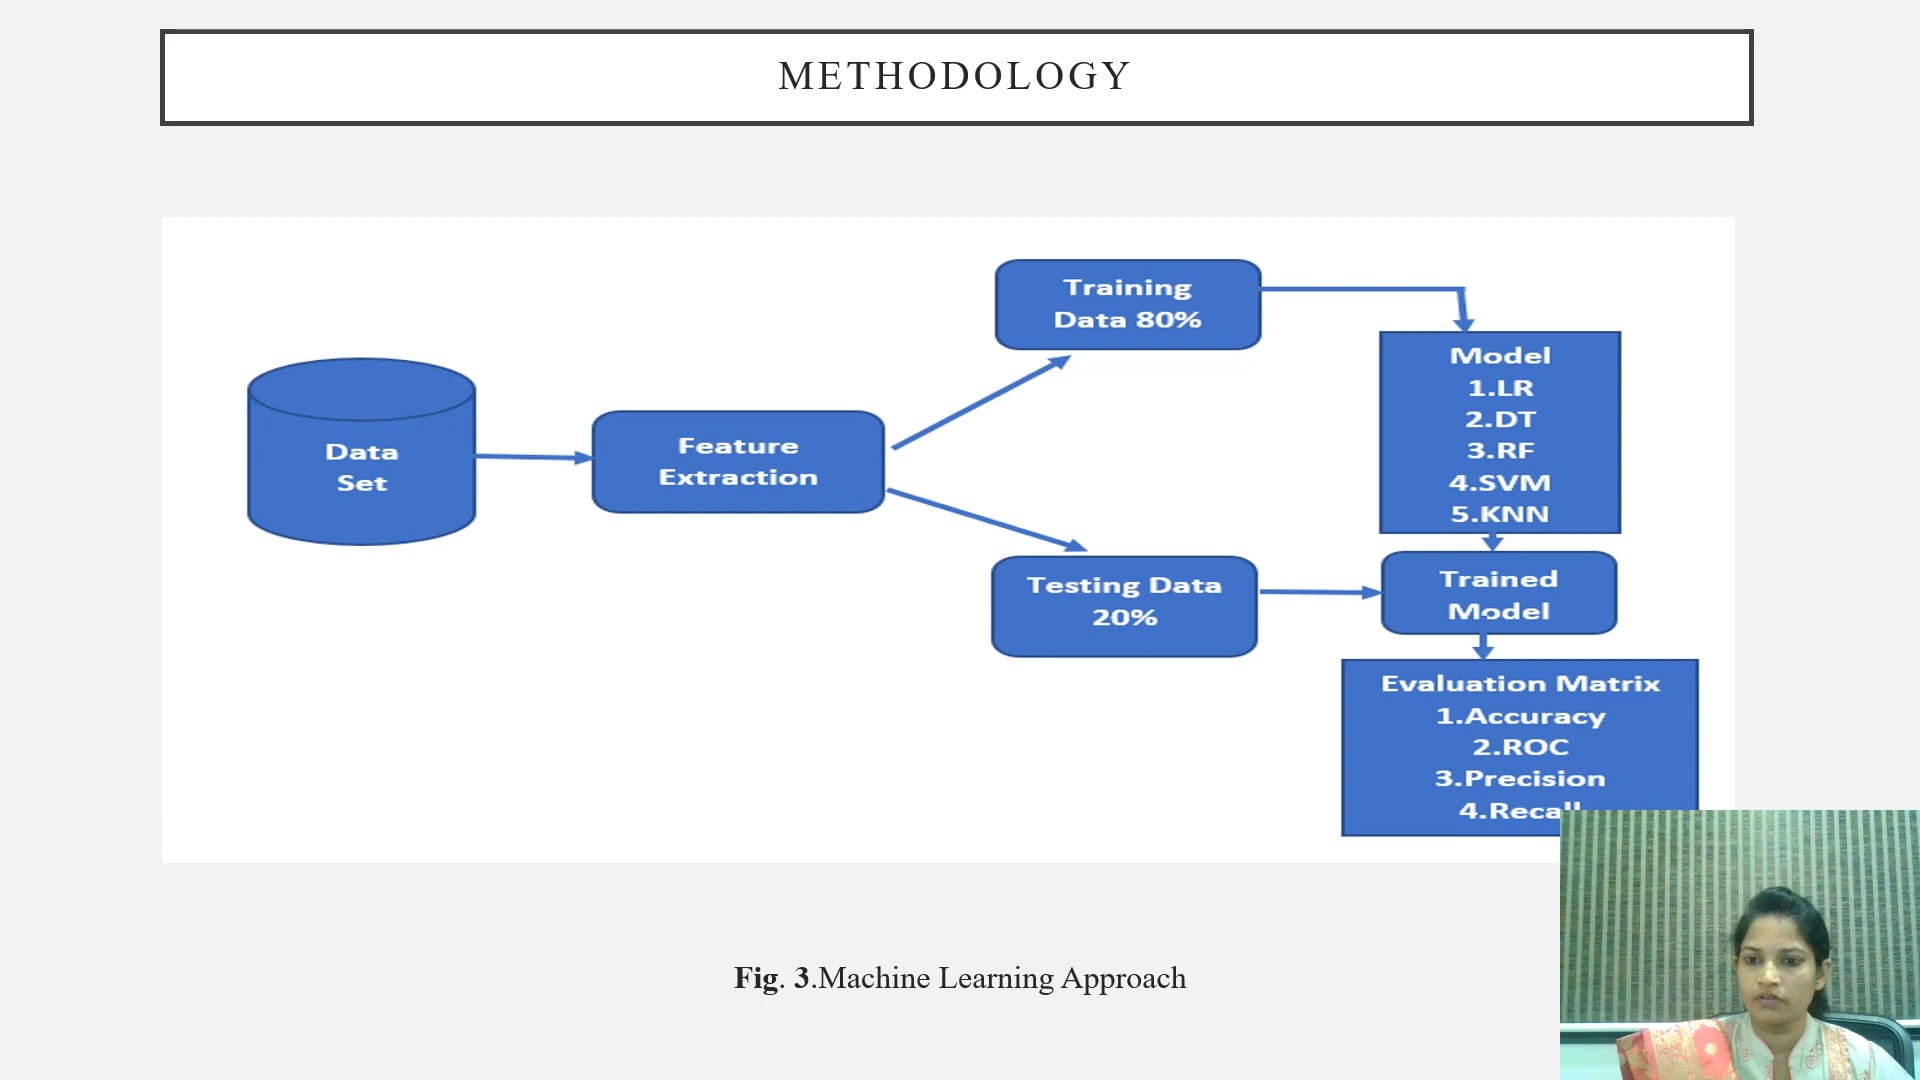 METHODOLOGY
Training
Data 80%
Model
1.LR
2.DT
3.RF
4.SVM
5.KNN
Data
Set
Feature
Extraction
Testing Data
20%
Trained
Model
Evaluation Matrix
1.Accuracy
2.ROC
3.Precision
4.Recall
Fig. 3.Machine Learning Approach